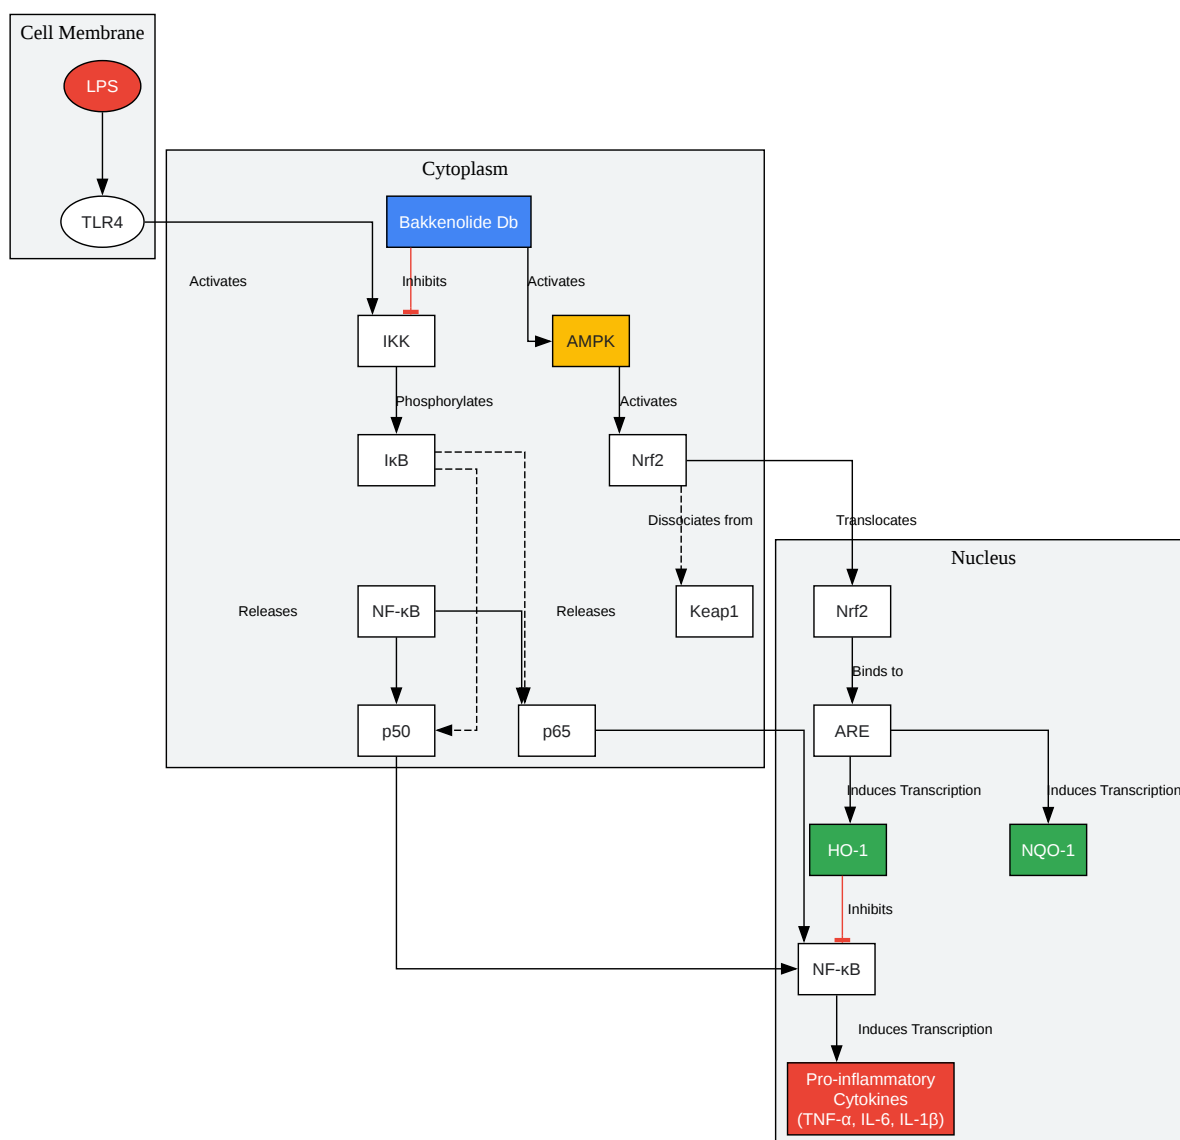 Cell Membrane
LPS
TLR4
Cytoplasm
Bakkenolide Db
Activates
Inhibits
Activates
IKK
AMPK
Phosphorylates
Activates
IκB
Nrf2
Dissociates from
Translocates
Nucleus
Releases
NF-κB
Releases
Keap1
Nrf2
Binds to
p50
p65
ARE
Induces Transcription
Induces Transcription
HO-1
NQO-1
Inhibits
NF-κB
Induces Transcription
Pro-inflammatory
Cytokines
(TNF-α, IL-6, IL-1β)